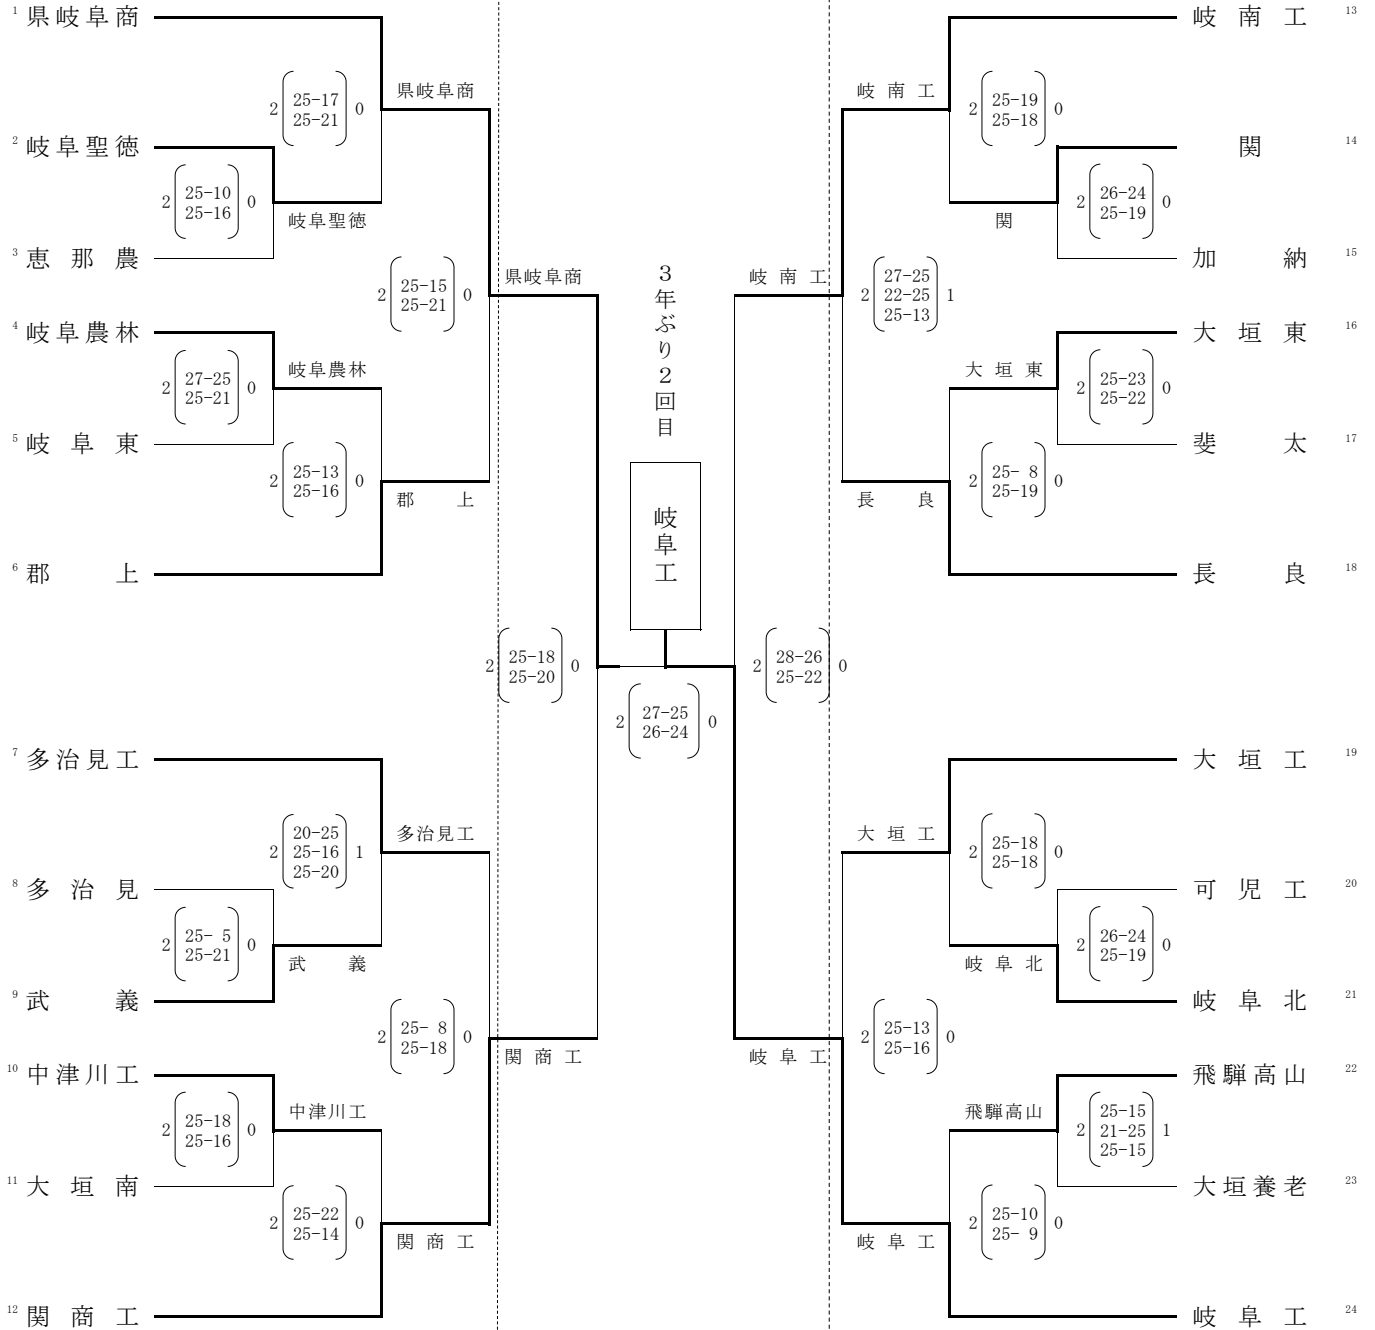 1 県岐阜商
2 25-17 0
25-21
県岐阜商
2 岐阜聖徳
2 25-10 0
25-16
岐阜聖徳
3 恵那農
2 25-15 0
25-21
県岐阜商
4 岐阜農林
2 27-25 0
25-21
岐阜農林
5 岐阜東
2 25-13 0
25-16
郡上
6 郡上
2 25-18 0
25-20
7 多治見工
2 20-25 1
25-16
25-20
多治見工
8 多治見
2 25- 5 0
25-21
武義
9 武義
2 25- 8 0
25-18
関商工
10 中津川工
2 25-18 0
25-16
中津川工
11 大垣南
2 25-22 0
25-14
関商工
12 関商工
3年ぶり2回目
岐阜工
2 27-25 0
26-24
岐南工 13
岐南工
2 25-19 0
25-18
関 14
2 26-24 0
25-19
関
加納 15
岐南工
2 27-25 1
22-25
25-13
大垣東 16
大垣東
2 25-23 0
25-22
斐太 17
2 25- 8 0
25-19
長良
長良 18
2 28-26 0
25-22
大垣工 19
大垣工
2 25-18 0
25-18
可児工 20
2 26-24 0
25-19
岐阜北
岐阜北 21
岐阜工
2 25-13 0
25-16
飛騨高山 22
飛騨高山
2 25-15 1
21-25
25-15
大垣養老 23
2 25-10 0
25- 9
岐阜工
岐阜工 24